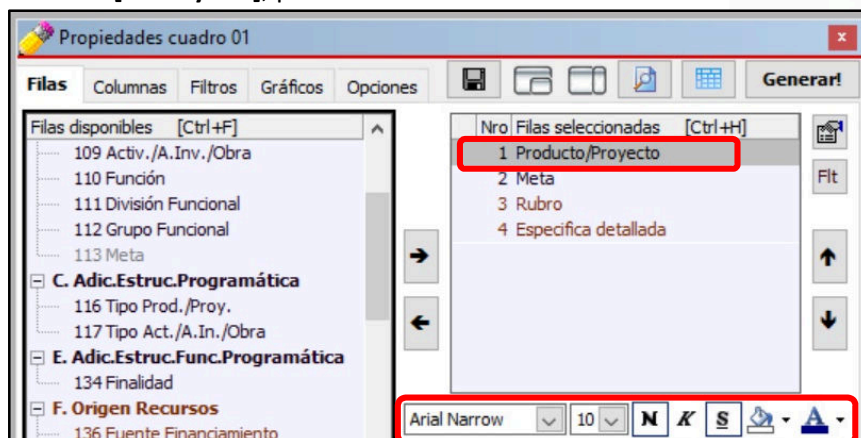 Propiedades cuadro 01
x
Filas Columnas Filtros Gráficos Opciones Generar!
Filas disponibles [Ctrl+F]
109 Activ./A.Inv./Obra
110 Función
111 División Funcional
112 Grupo Funcional
113 Meta
C. Adic.Estruc.Programática
116 Tipo Prod./Proy.
117 Tipo Act./A.In./Obra
E. Adic.Estruc.Func.Programática
134 Finalidad
F. Origen Recursos
136 Fuente Financiamiento
Nro Filas seleccionadas [Ctrl+H]
1 Producto/Proyecto
2 Meta
3 Rubro
4 Especifica detallada
Flt
Arial Narrow 10 N K S A